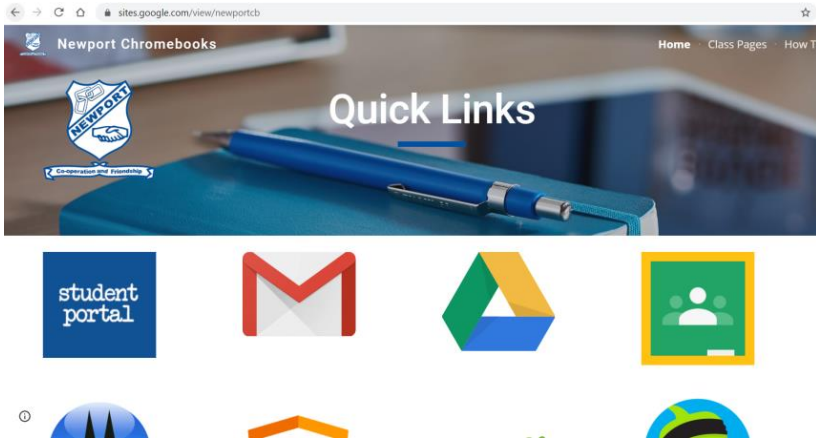 sites.google.com/view/newportcb
Newport Chromebooks
Home · Class Pages · How T
NEWPORT
Co-operation and Friendship
Quick Links
student
portal